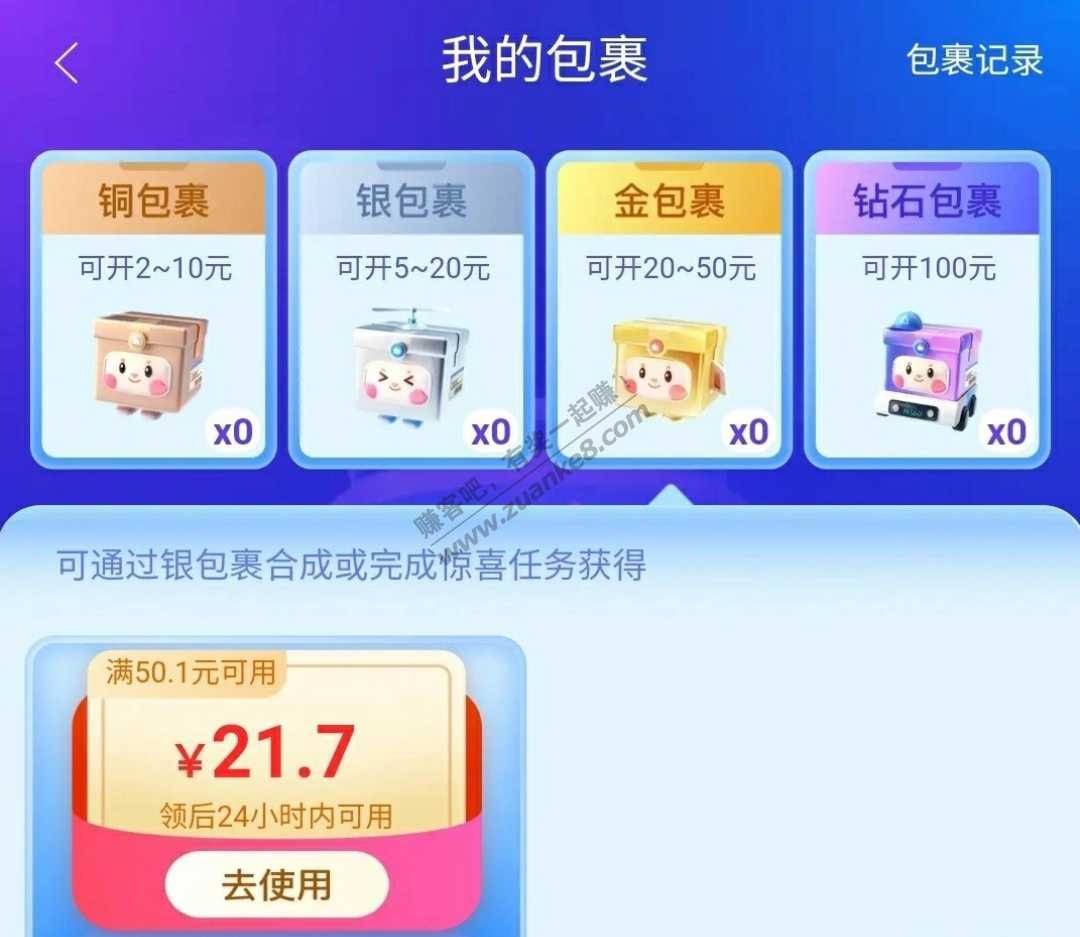 我的包裹
包裹记录
铜包裹
银包裹
金包裹
钻石包裹
可开2~10元
可开5~20元
可开20~50元
可开100元
x0
x0
x0
x0
赚客吧，有奖一起赚！
www.zuanke8.com
可通过银包裹合成或完成惊喜任务获得
满50.1元可用
¥21.7
领后24小时内可用
去使用